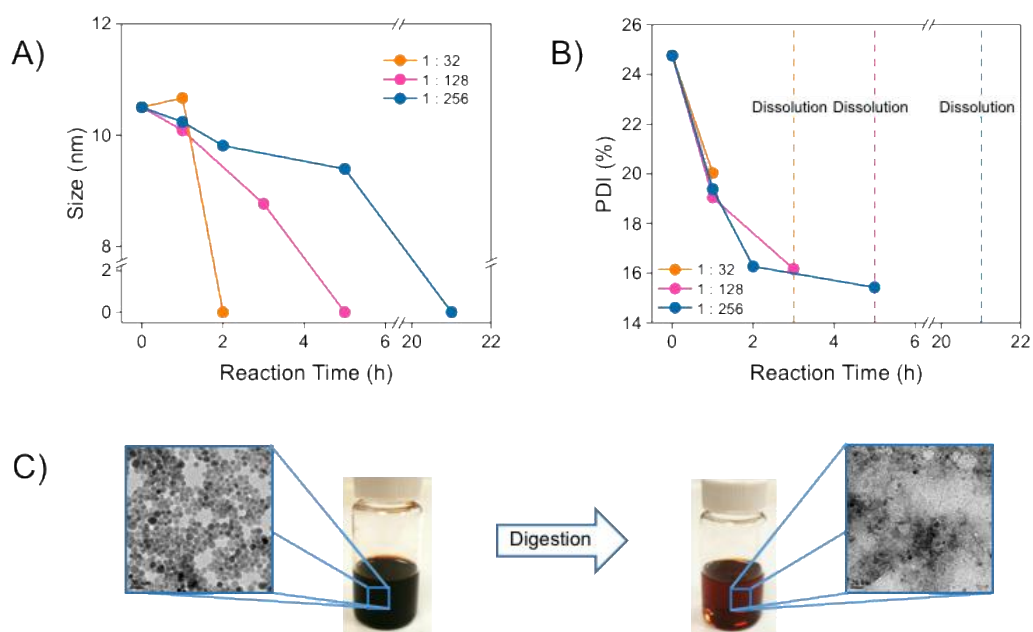 A)
12
10
8
2
0
Size (nm)
1 : 32
1 : 128
1 : 256
0 2 4 6 20 22
Reaction Time (h)
B)
26
24
22
20
18
16
14
PDI (%)
Dissolution Dissolution Dissolution
1 : 32
1 : 128
1 : 256
0 2 4 6 20 22
Reaction Time (h)
C)
Digestion